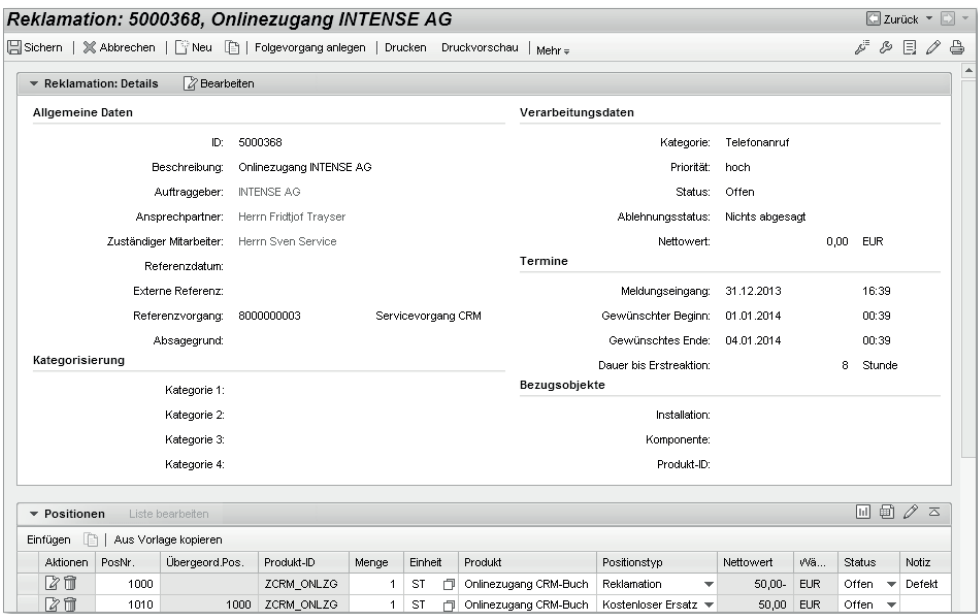 Reklamation: 5000368, Onlinezugang INTENSE AG
Zurück
Sichern | Abbrechen | Neu | Folgevorgang anlegen | Drucken Druckvorschau | Mehr
Reklamation: Details Bearbeiten
Allgemeine Daten
ID: 5000368
Beschreibung: Onlinezugang INTENSE AG
Auftraggeber: INTENSE AG
Ansprechpartner: Herrn Fridtjof Trayser
Zuständiger Mitarbeiter: Herrn Sven Service
Referenzdatum:
Externe Referenz:
Referenzvorgang: 8000000003 Servicevorgang CRM
Absagegrund:
Kategorisierung
Kategorie 1:
Kategorie 2:
Kategorie 3:
Kategorie 4:
Verarbeitungsdaten
Kategorie: Telefonanruf
Priorität: hoch
Status: Offen
Ablehnungsstatus: Nichts abgesagt
Nettowert: 0,00 EUR
Termine
Meldungseingang: 31.12.2013 16:39
Gewünschter Beginn: 01.01.2014 00:39
Gewünschtes Ende: 04.01.2014 00:39
Dauer bis Erstreaktion: 8 Stunde
Bezugsobjekte
Installation:
Komponente:
Produkt-ID:
Positionen Liste bearbeiten
Einfügen | Aus Vorlage kopieren
Aktionen PosNr. Übergeord.Pos. Produkt-ID Menge Einheit Produkt Positionstyp Nettowert Wä... Status Notiz
1000 ZCRM_ONLZG 1 ST Onlinezugang CRM-Buch Reklamation 50,00- EUR Offen Defekt
1010 1000 ZCRM_ONLZG 1 ST Onlinezugang CRM-Buch Kostenloser Ersatz 50,00 EUR Offen